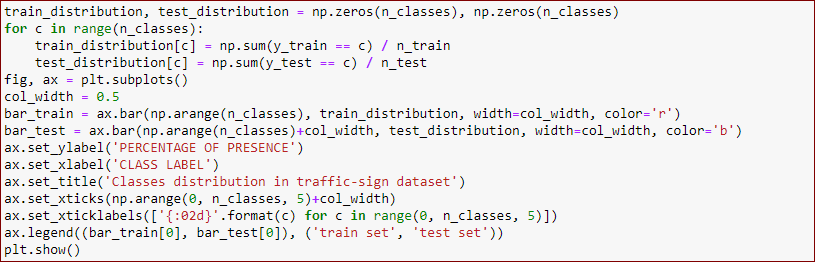 train_distribution, test_distribution = np.zeros(n_classes), np.zeros(n_classes)
for c in range(n_classes):
    train_distribution[c] = np.sum(y_train == c) / n_train
    test_distribution[c] = np.sum(y_test == c) / n_test
fig, ax = plt.subplots()
col_width = 0.5
bar_train = ax.bar(np.arange(n_classes), train_distribution, width=col_width, color='r')
bar_test = ax.bar(np.arange(n_classes)+col_width, test_distribution, width=col_width, color='b')
ax.set_ylabel('PERCENTAGE OF PRESENCE')
ax.set_xlabel('CLASS LABEL')
ax.set_title('Classes distribution in traffic-sign dataset')
ax.set_xticks(np.arange(0, n_classes, 5)+col_width)
ax.set_xticklabels(['{:02d}'.format(c) for c in range(0, n_classes, 5)])
ax.legend((bar_train[0], bar_test[0]), ('train set', 'test set'))
plt.show()